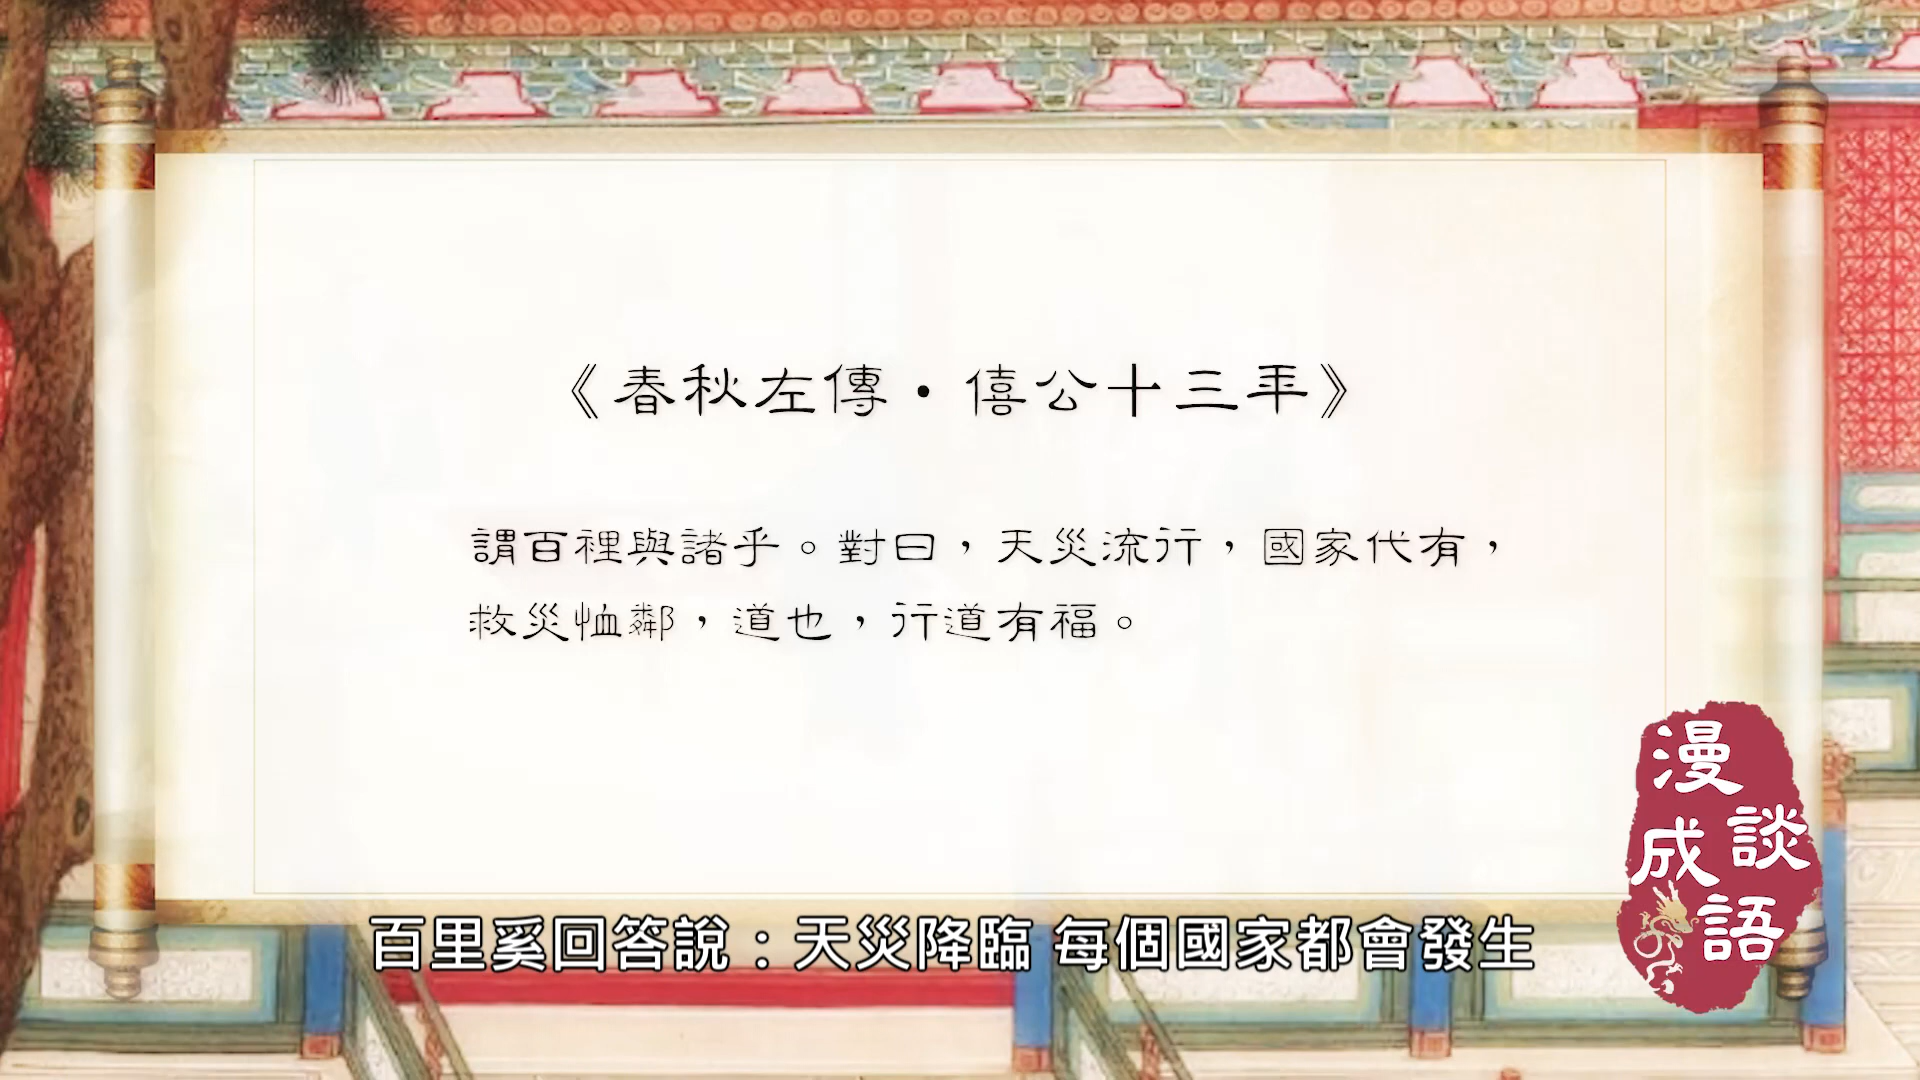 《春秋左傳·僖公十三年》
謂百裡與諸乎。對曰，天災流行，國家代有，
救災恤鄰，道也，行道有福。
漫談成語
百里奚回答說：天災降臨 每個國家都會發生